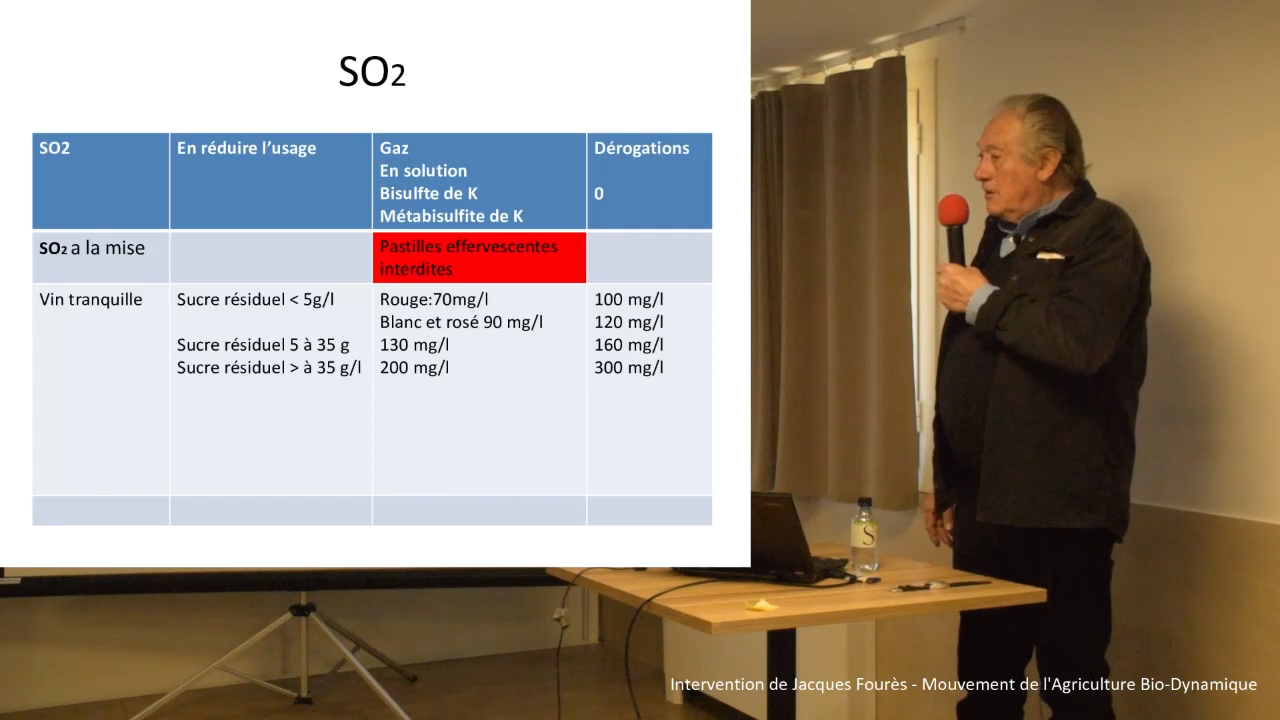 SO2
SO2
En réduire l’usage
Gaz
En solution
Bisulfte de K
Métabisulfite de K
Dérogations
0
SO2 a la mise
Pastilles effervescentes
interdites
Vin tranquille
Sucre résiduel < 5g/l
Sucre résiduel 5 à 35 g
Sucre résiduel > à 35 g/l
Rouge:70mg/l
Blanc et rosé 90 mg/l
130 mg/l
200 mg/l
100 mg/l
120 mg/l
160 mg/l
300 mg/l
S
Intervention de Jacques Fourès - Mouvement de l'Agriculture Bio-Dynamique